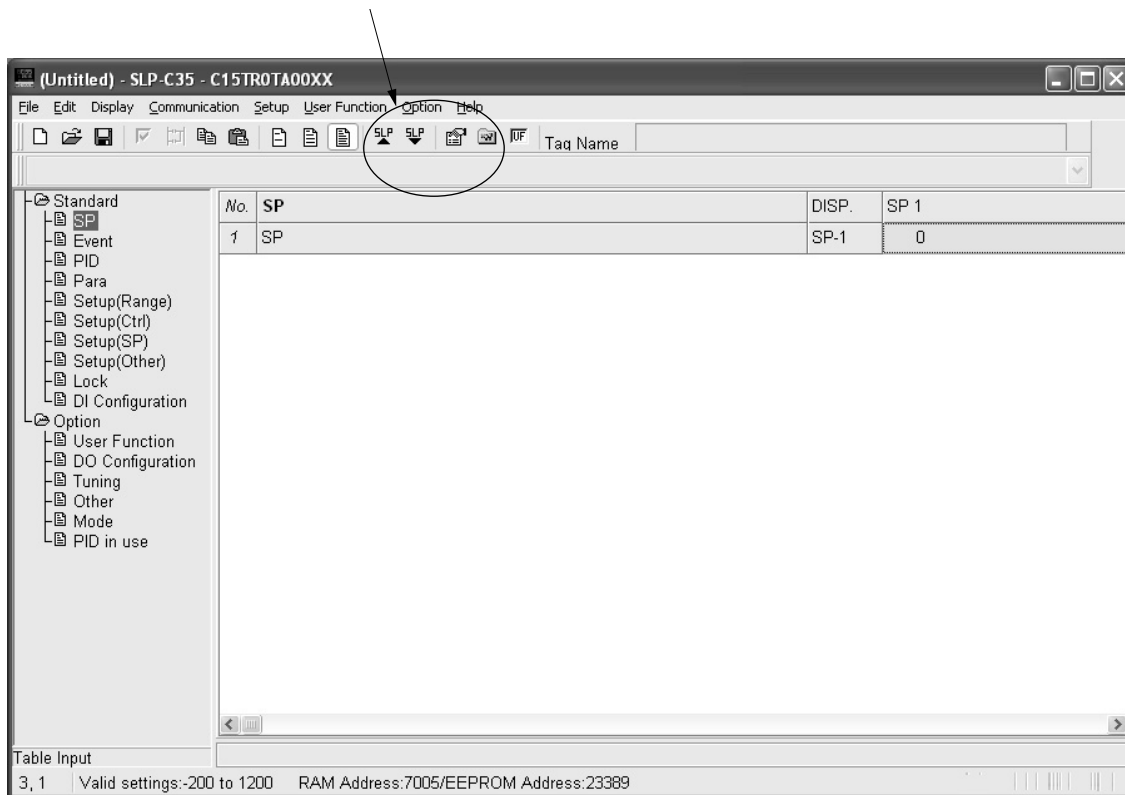 (Untitled) - SLP-C35 - C15TR0TA00XX
File Edit Display Communication Setup User Function Option Help
SLP SLP UF Tag Name
Standard
SP
Event
PID
Para
Setup(Range)
Setup(Ctrl)
Setup(SP)
Setup(Other)
Lock
DI Configuration
Option
User Function
DO Configuration
Tuning
Other
Mode
PID in use
No. SP DISP. SP 1
1 SP SP-1 0
Table Input
3, 1 Valid settings:-200 to 1200 RAM Address:7005/EEPROM Address:23389